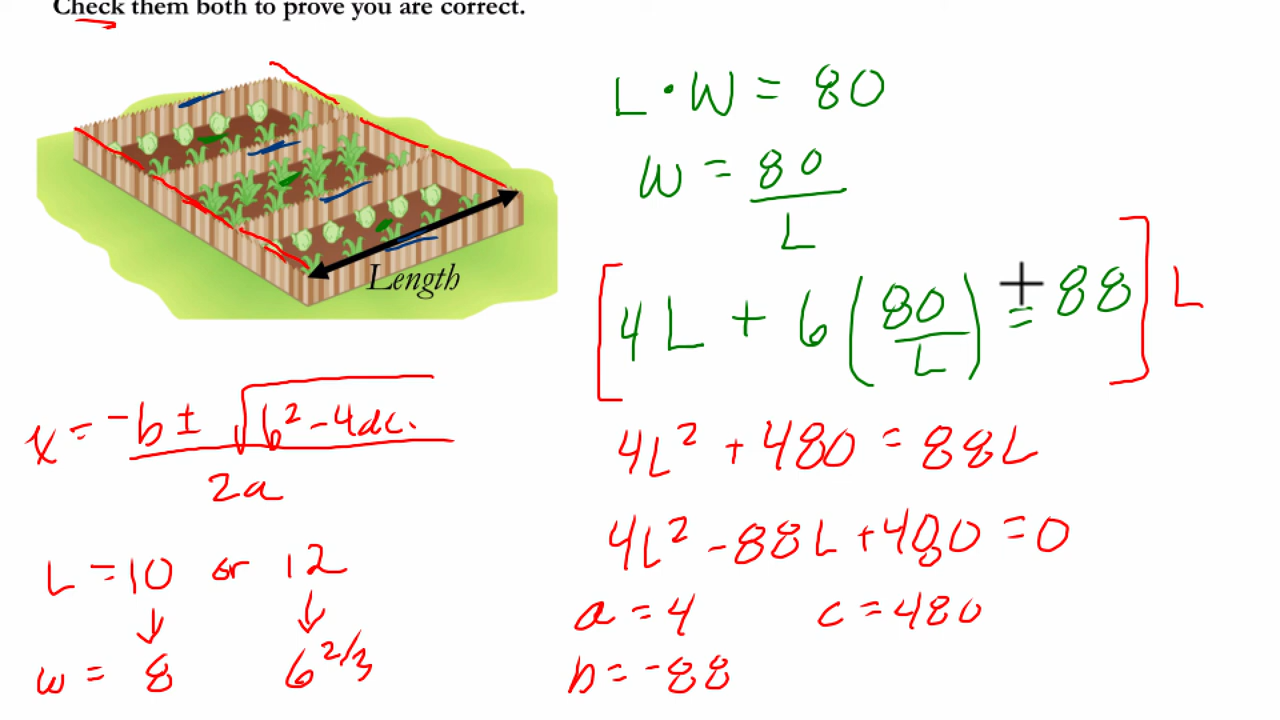 Check them both to prove you are correct.
L · W = 80
W = 80/L
Length
[4L + 6(80/L) = 88] L
x = -b ± √(b² - 4ac.) / 2a
4L² + 480 = 88L
4L² - 88L + 480 = 0
L = 10 or 12
a = 4 c = 480
w = 8 6 2/3
b = -88